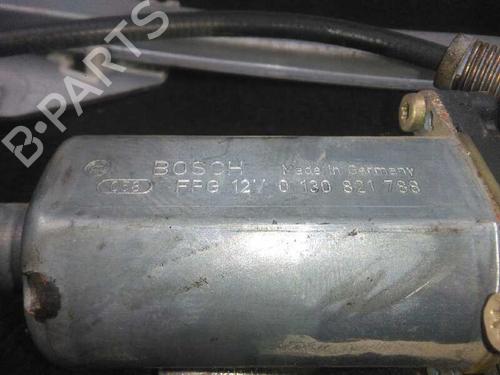 B-PARTS
BOSCH Made in Germany
FPG 12V 0 130 821 788